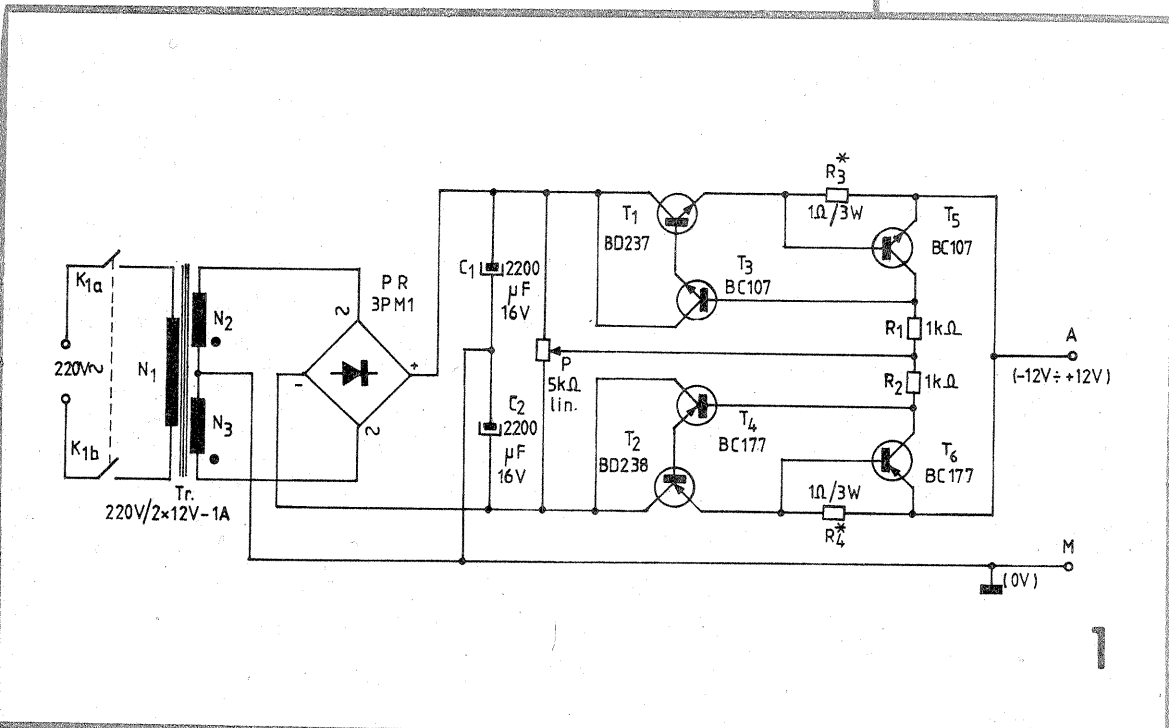 K1a
220V~
K1b
N1
N2
N3
Tr.
220V/2×12V-1A
PR
3PM1
~
~
+
-
C1
2200
µF
16V
C2
2200
µF
16V
P
5kΩ
lin.
T1
BD237
T3
BC107
R3*
1Ω/3W
T5
BC107
R1
1kΩ
R2
1kΩ
T2
BD238
T4
BC177
T6
BC177
1Ω/3W
R4*
A
(-12V÷+12V)
M
(0V)
1